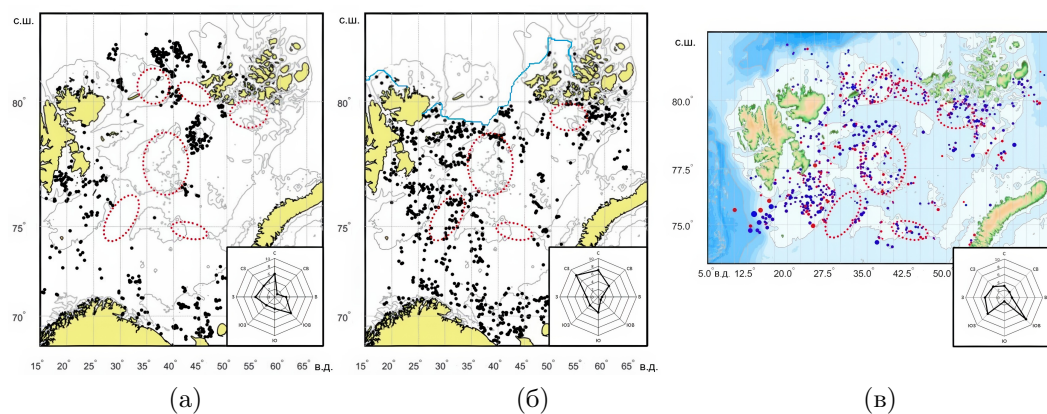 с.ш.
80°
75°
70°
С
СВ
В
ЮВ
Ю
ЮЗ
З
СЗ
15° 20° 25° 30° 35° 40° 45° 50° 55° 60° 65° в.д.
(а)
с.ш.
80°
75°
70°
С
СВ
В
ЮВ
Ю
ЮЗ
З
СЗ
15° 20° 25° 30° 35° 40° 45° 50° 55° 60° 65° в.д.
(б)
с.ш.
80.0
77.5
75.0
5.0° в.д. 12.5° 20.0° 27.5° 35.0° 42.5° 50.0
С
СВ
В
ЮВ
Ю
ЮЗ
З
СЗ
(в)